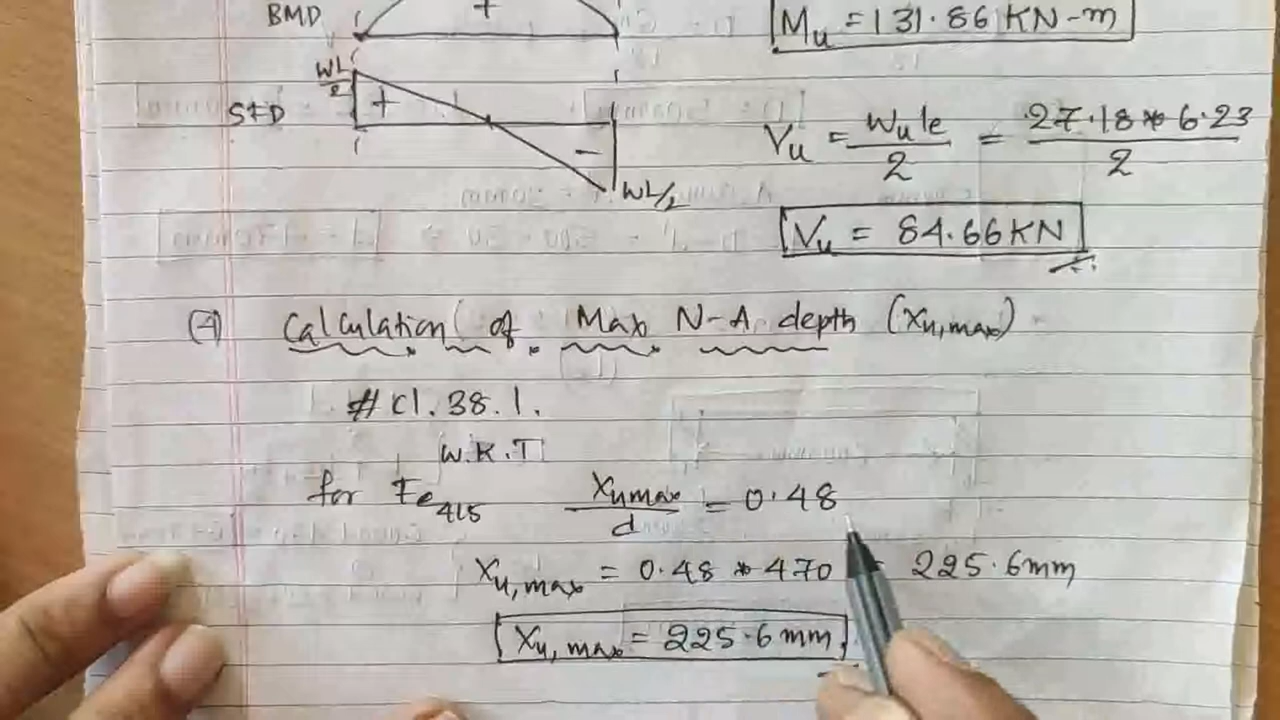 BMD
+
Mu = 131.86 KN-m
WL/2
SFD
+
-
WL/2
Vu = Wu le / 2 = 27.18 * 6.23 / 2
Vu = 84.66 KN
(4) Calculation of Max N-A depth (xu,max)
# Cl. 38.1.
W.K.T
for Fe415 xumax / d = 0.48
xu,max = 0.48 * 470 = 225.6mm
xu,max = 225.6 mm